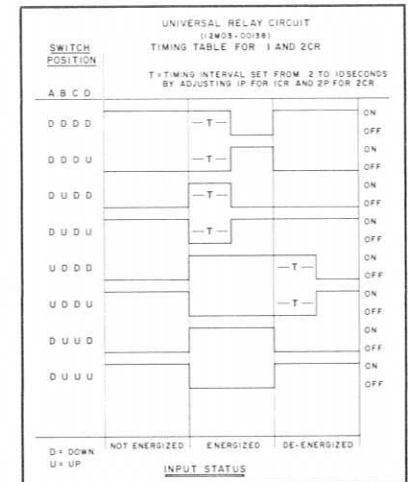 UNIVERSAL RELAY CIRCUIT
(12M03-00138)
TIMING TABLE FOR 1 AND 2CR
SWITCH
POSITION
T=TIMING INTERVAL SET FROM 2 TO 10SECONDS
BY ADJUSTING 1P FOR 1CR AND 2P FOR 2CR
A B C D
D D D D —T— ON
OFF
D D D U —T— ON
OFF
D U D D —T— ON
OFF
D U D U —T— ON
OFF
U D D D —T— ON
OFF
U D D U —T— ON
OFF
D U U D ON
OFF
D U U U ON
OFF
D= DOWN
U= UP
NOT ENERGIZED ENERGIZED DE-ENERGIZED
INPUT STATUS